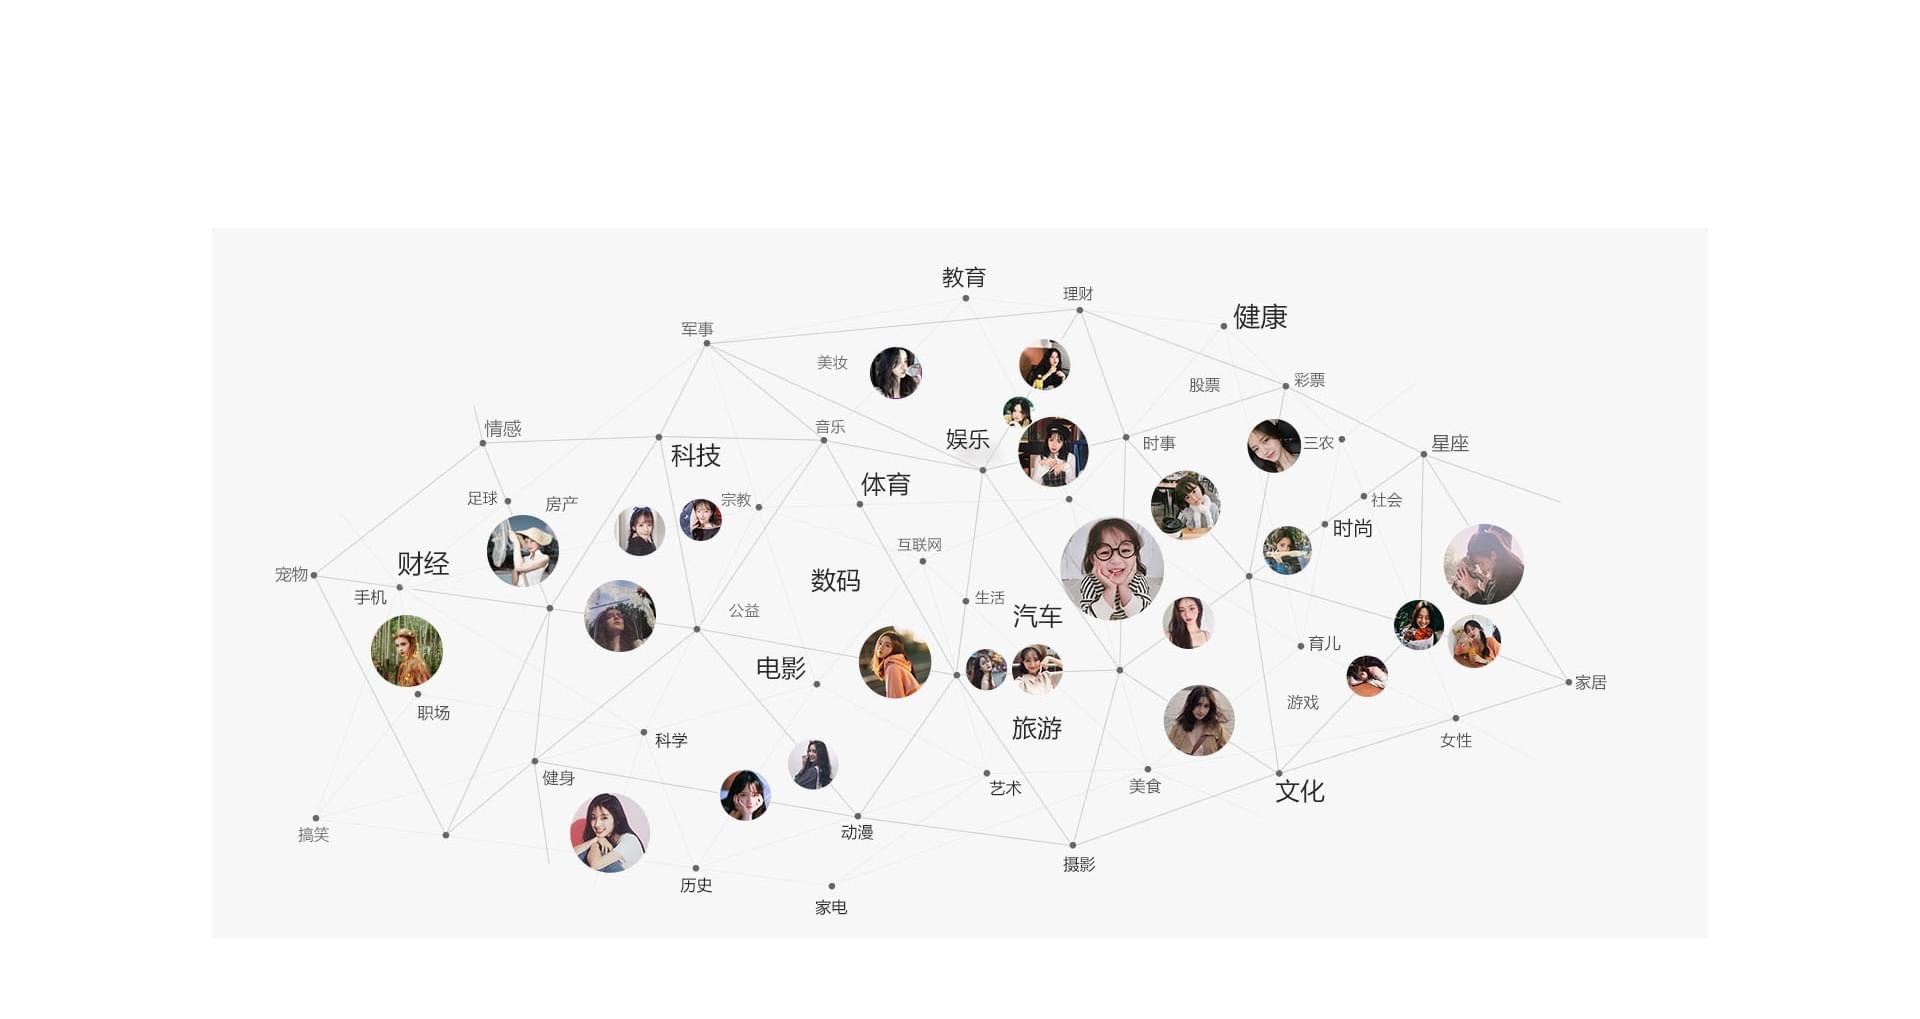 教育
理财
健康
军事
美妆
股票
彩票
情感
音乐
娱乐
时事
三农
星座
科技
体育
足球
房产
宗教
社会
时尚
互联网
财经
宠物
手机
数码
生活
公益
汽车
育儿
电影
家居
职场
旅游
游戏
科学
女性
健身
艺术
美食
文化
搞笑
动漫
摄影
历史
家电